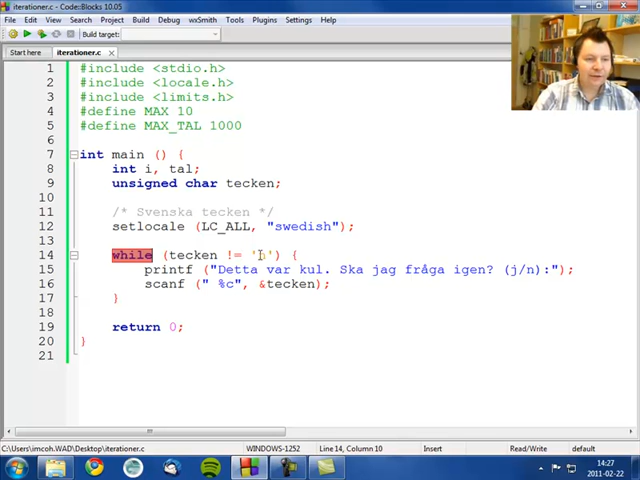 iterationer.c - Code::Blocks 10.05
File Edit View Search Project Build Debug wxSmith Tools Plugins Settings Help
Build target:
Start here iterationer.c
1 #include <stdio.h>
2 #include <locale.h>
3 #include <limits.h>
4 #define MAX 10
5 #define MAX_TAL 1000
6
7 int main () {
8 int i, tal;
9 unsigned char tecken;
10
11 /* Svenska tecken */
12 setlocale (LC_ALL, "swedish");
13
14 while (tecken != 'n') {
15 printf ("Detta var kul. Ska jag fråga igen? (j/n):");
16 scanf (" %c", &tecken);
17 }
18
19 return 0;
20 }
21
C:\Users\imcoh.WAD\Desktop\iterationer.c WINDOWS-1252 Line 14, Column 10 Insert Read/Write default
14:27
2011-02-22